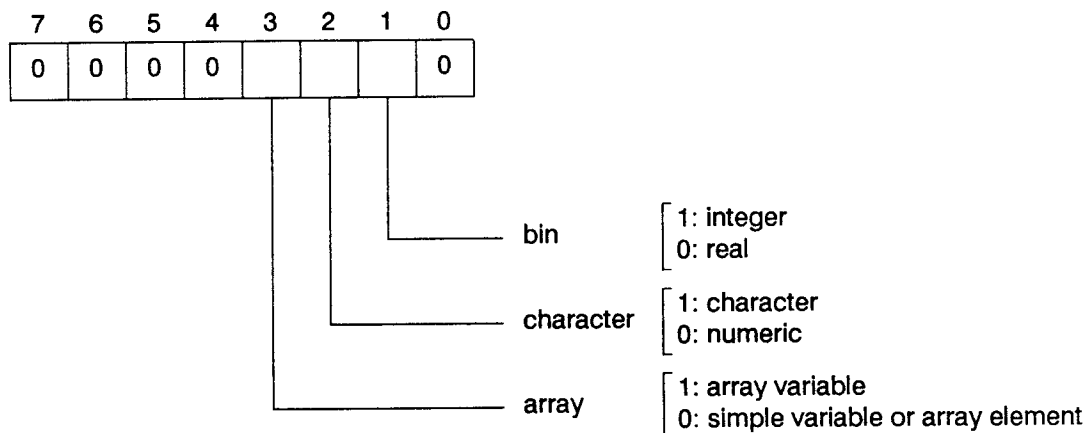 7 6 5 4 3 2 1 0
0 0 0 0 0
bin
1: integer
0: real
character
1: character
0: numeric
array
1: array variable
0: simple variable or array element